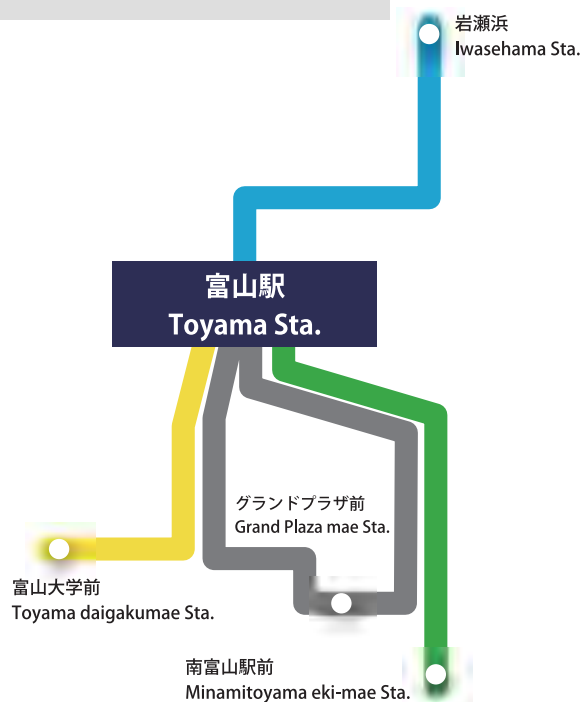 岩瀬浜
Iwasehama Sta.
富山駅
Toyama Sta.
グランドプラザ前
Grand Plaza mae Sta.
富山大学前
Toyama daigakumae Sta.
南富山駅前
Minamitoyama eki-mae Sta.